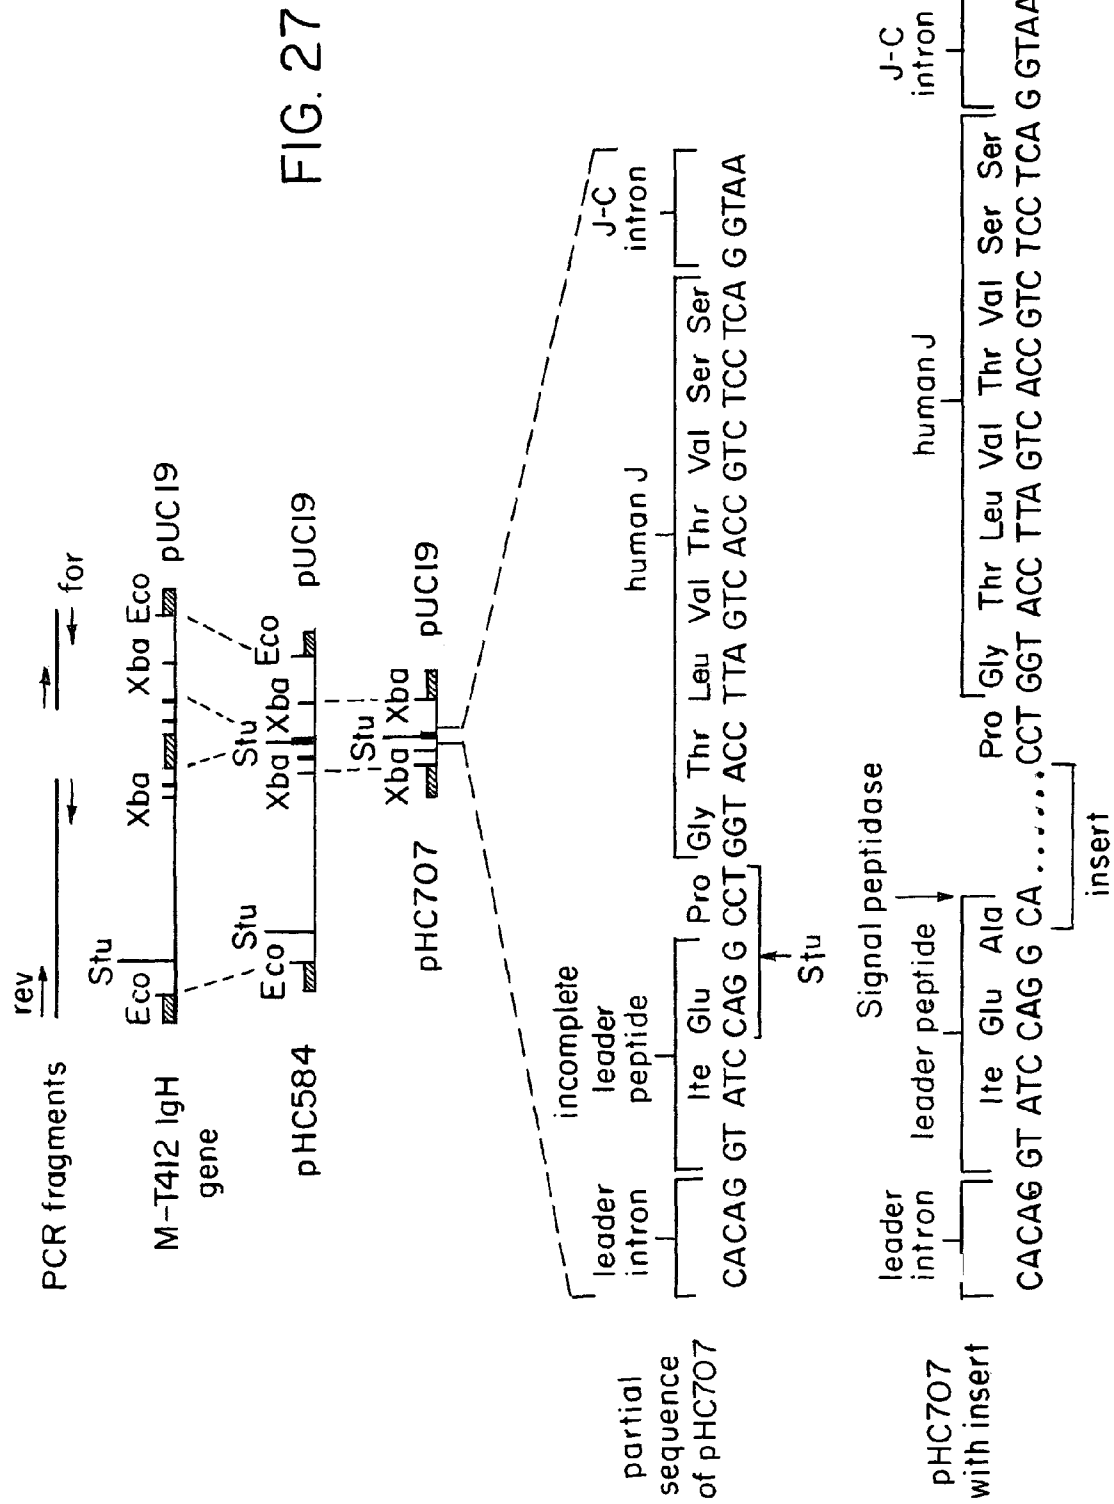 FIG. 27
PCR fragments
rev
for
M-T412 IgH
gene
Eco
Stu
Xba
Xba
Eco
pUC19
pHC584
Eco
Stu
Xba
Stu
Xba
Eco
pUC19
pHC707
Xba
Stu
Xba
pUC19
partial
sequence
of pHC707
leader
intron
incomplete
leader
peptide
human J
J-C
intron
Ite Glu Pro Gly Thr Leu Val Thr Val Ser Ser
CACAG GT ATC CAG G CCT GGT ACC TTA GTC ACC GTC TCC TCA G GTAA
Stu
pHC707
with insert
leader
intron
leader peptide
Signal peptidase
human J
J-C
intron
Ite Glu Ala Pro Gly Thr Leu Val Thr Val Ser Ser
CACAG GT ATC CAG G CA......CCT GGT ACC TTA GTC ACC GTC TCC TCA G GTAA
insert